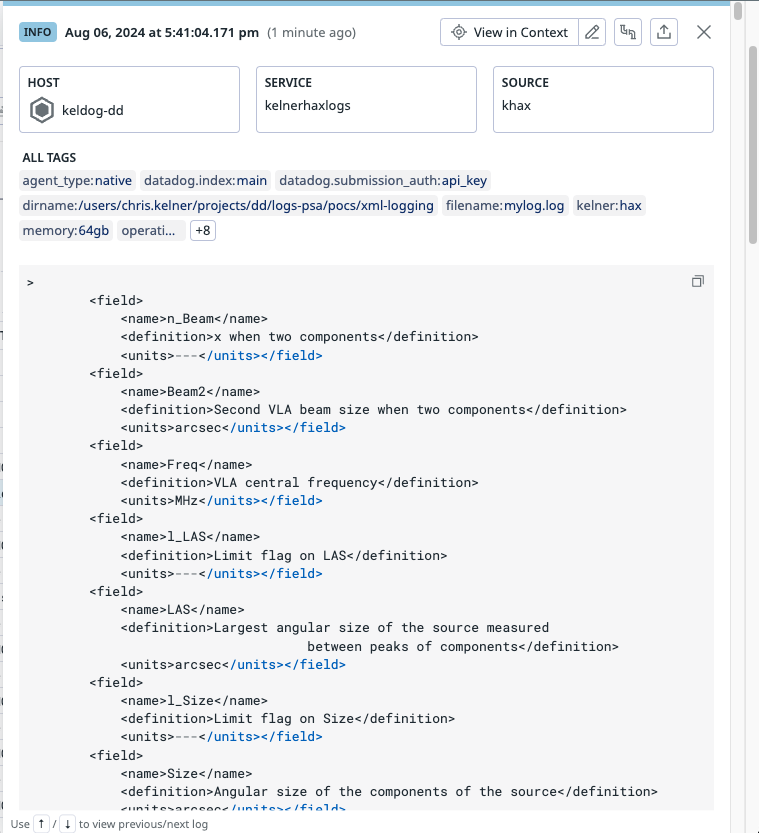 INFO Aug 06, 2024 at 5:41:04.171 pm (1 minute ago) View in Context
HOST
keldog-dd
SERVICE
kelnerhaxlogs
SOURCE
khax
ALL TAGS
agent_type:native datadog.index:main datadog.submission_auth:api_key
dirname:/users/chris.kelner/projects/dd/logs-psa/pocs/xml-logging filename:mylog.log kelner:hax
memory:64gb operati... +8
>
        <field>
            <name>n_Beam</name>
            <definition>x when two components</definition>
            <units>---</units></field>
        <field>
            <name>Beam2</name>
            <definition>Second VLA beam size when two components</definition>
            <units>arcsec</units></field>
        <field>
            <name>Freq</name>
            <definition>VLA central frequency</definition>
            <units>MHz</units></field>
        <field>
            <name>l_LAS</name>
            <definition>Limit flag on LAS</definition>
            <units>---</units></field>
        <field>
            <name>LAS</name>
            <definition>Largest angular size of the source measured
                                    between peaks of components</definition>
            <units>arcsec</units></field>
        <field>
            <name>l_Size</name>
            <definition>Limit flag on Size</definition>
            <units>---</units></field>
        <field>
            <name>Size</name>
            <definition>Angular size of the components of the source</definition>
            <units>arcsec</units></field>
Use ↑ / ↓ to view previous/next log